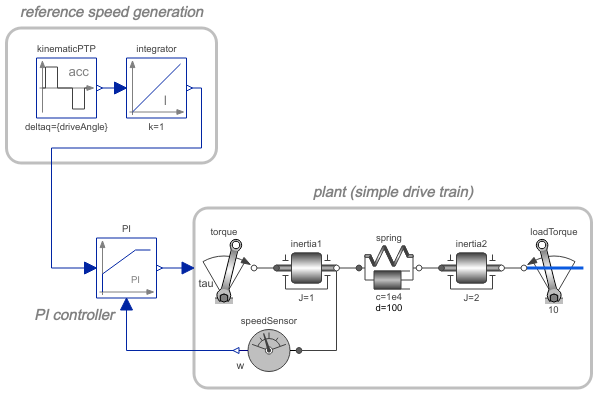 reference speed generation
kinematicPTP
integrator
acc
I
deltaq={driveAngle}
k=1
plant (simple drive train)
PI
torque
inertia1
spring
inertia2
loadTorque
PI
tau
J=1
c=1e4
d=100
J=2
10
PI controller
speedSensor
w